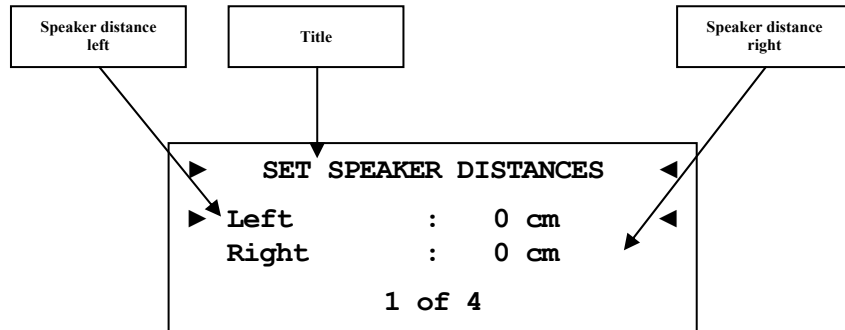 Speaker distance
left
Title
Speaker distance
right
► SET SPEAKER DISTANCES ◄
► Left : 0 cm ◄
Right : 0 cm
1 of 4